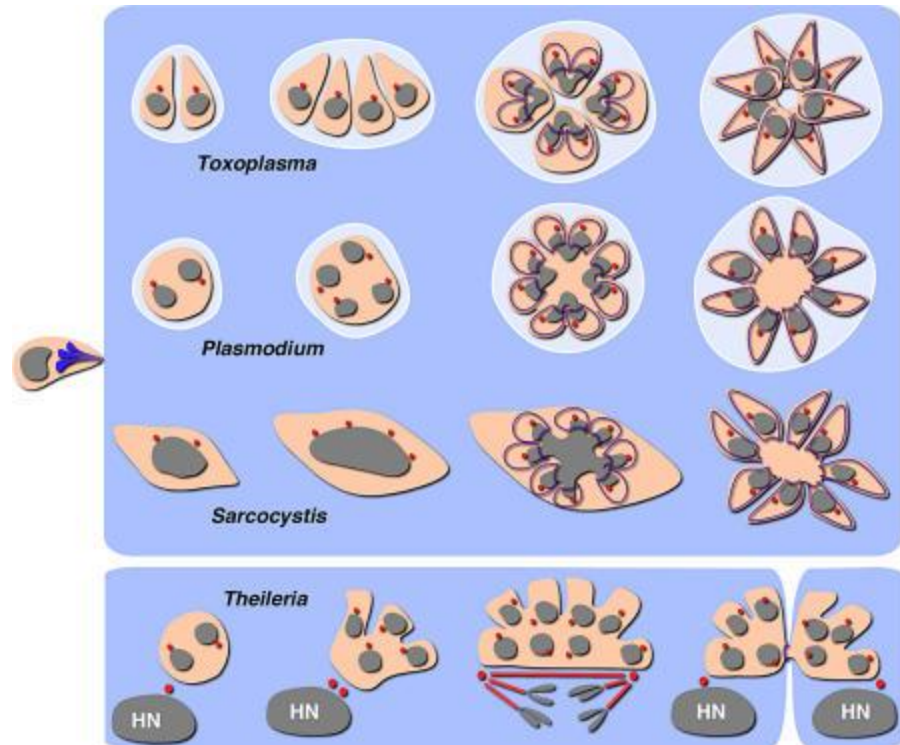 Toxoplasma
Plasmodium
Sarcocystis
Theileria
HN
HN
HN
HN